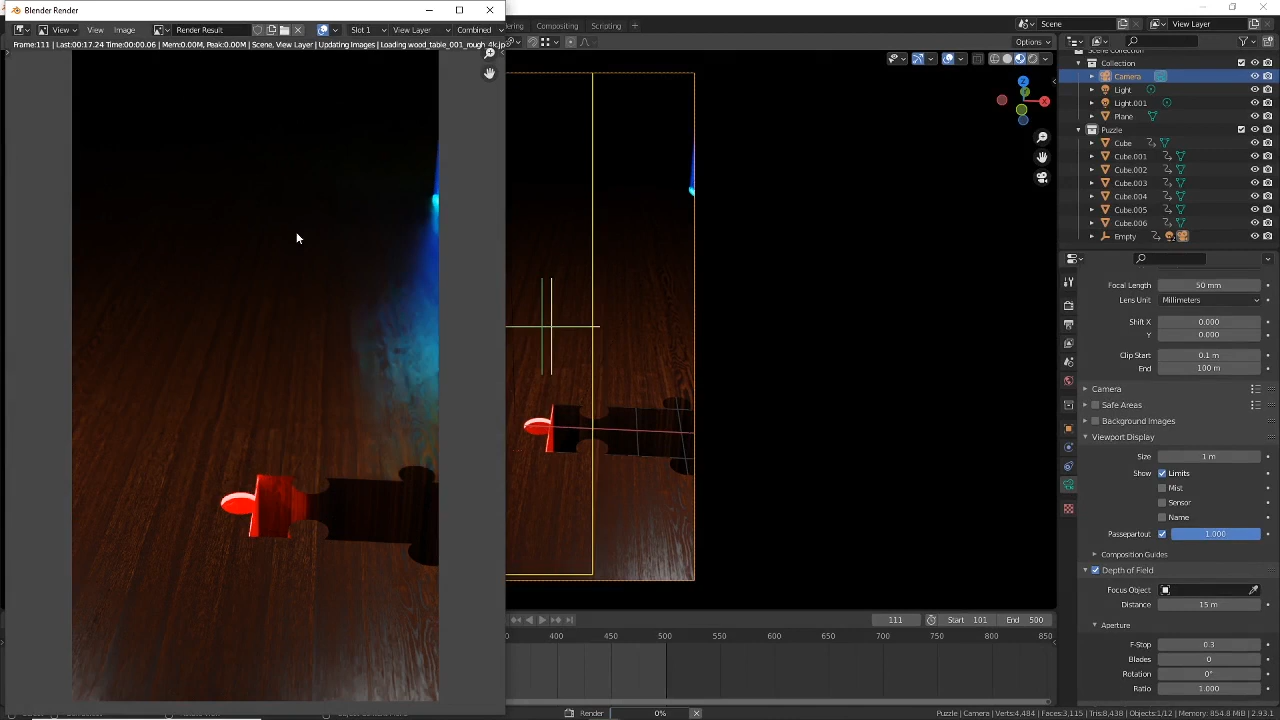 Blender Render
View View Image Render Result Slot 1 View Layer Combined
Frame:111 | Last:00:17.24 Time:00:00.06 | Mem:0.00M, Peak:0.00M | Scene, View Layer | Updating Images | Loading wood_table_001_rough_4k.jp
Compositing Scripting
Scene View Layer
Options
Collection
Camera
Light
Light.001
Plane
Puzzle
Cube
Cube.001
Cube.002
Cube.003
Cube.004
Cube.005
Cube.006
Empty
X
Focal Length 50 mm
Lens Unit Millimeters
Shift X 0.000
Y 0.000
Clip Start 0.1 m
End 100 m
Camera
Safe Areas
Background Images
Viewport Display
Size 1 m
Show Limits
Mist
Sensor
Name
Passepartout 1.000
Composition Guides
Depth of Field
Focus Object
Distance 15 m
Aperture
F-Stop 0.3
Blades 0
Rotation 0°
Ratio 1.000
111 Start 101 End 500
400 450 500 550 600 650 700 750 800 850
Render 0%
Puzzle | Camera | Verts:4,484 | Faces:3,115 | Tris:8,438 | Objects:1/12 | Memory: 854.8 MiB | 2.93.1